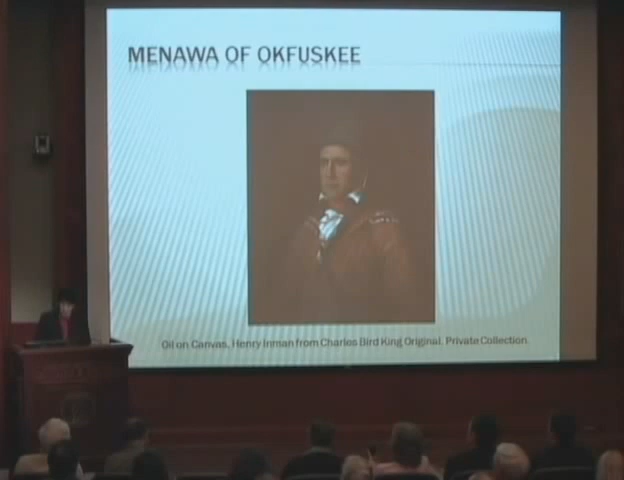 MENAWA OF OKFUSKEE
Oil on Canvas, Henry Inman from Charles Bird King Original. Private Collection.